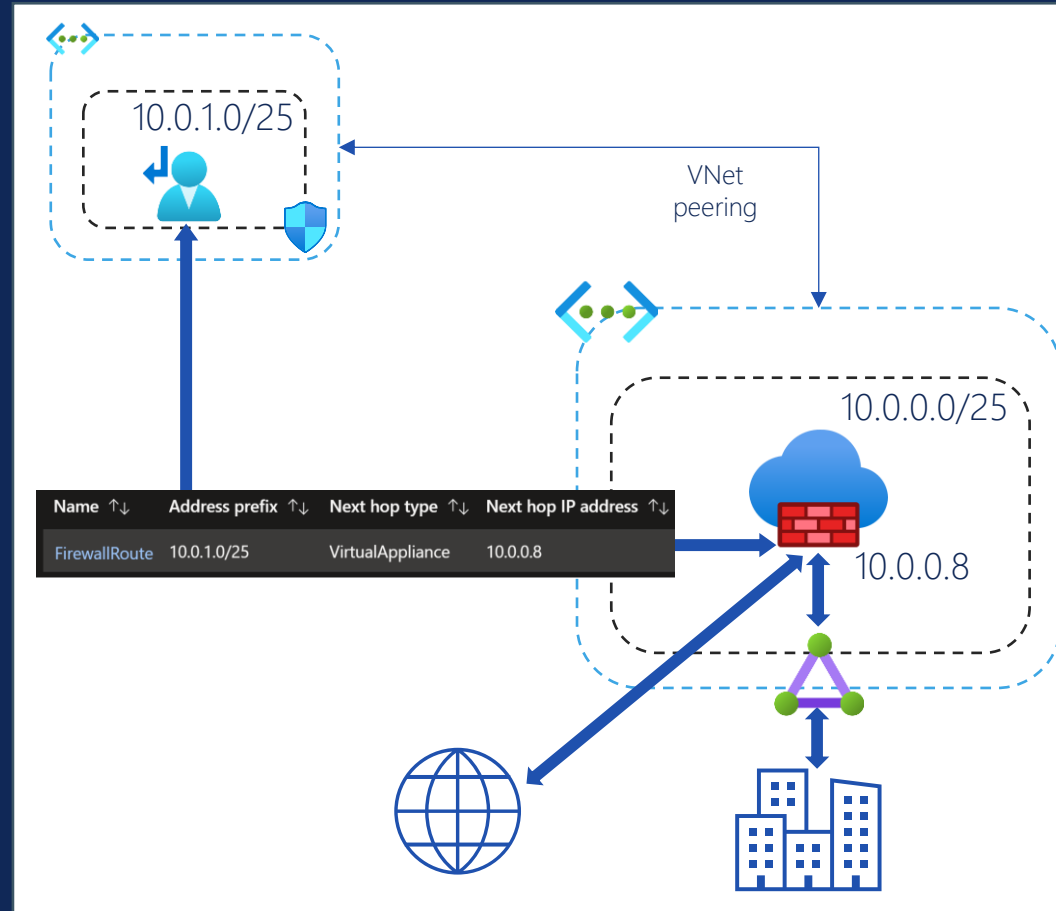 10.0.1.0/25
VNet
peering
10.0.0.0/25
Name ↑↓ Address prefix ↑↓ Next hop type ↑↓ Next hop IP address ↑↓
FirewallRoute 10.0.1.0/25 VirtualAppliance 10.0.0.8
10.0.0.8